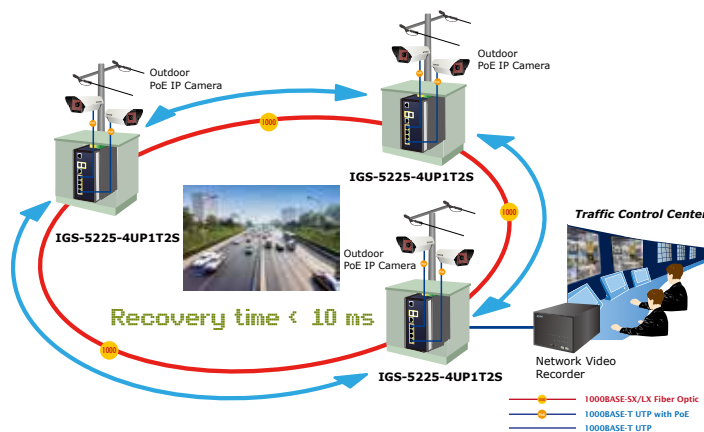 Outdoor
PoE IP Camera
Outdoor
PoE IP Camera
1000
IGS-5225-4UP1T2S
IGS-5225-4UP1T2S
1000
Traffic Control Center
Outdoor
PoE IP Camera
Recovery time < 10 ms
1000
IGS-5225-4UP1T2S
Network Video
Recorder
1000BASE-SX/LX Fiber Optic
1000BASE-T UTP with PoE
1000BASE-T UTP